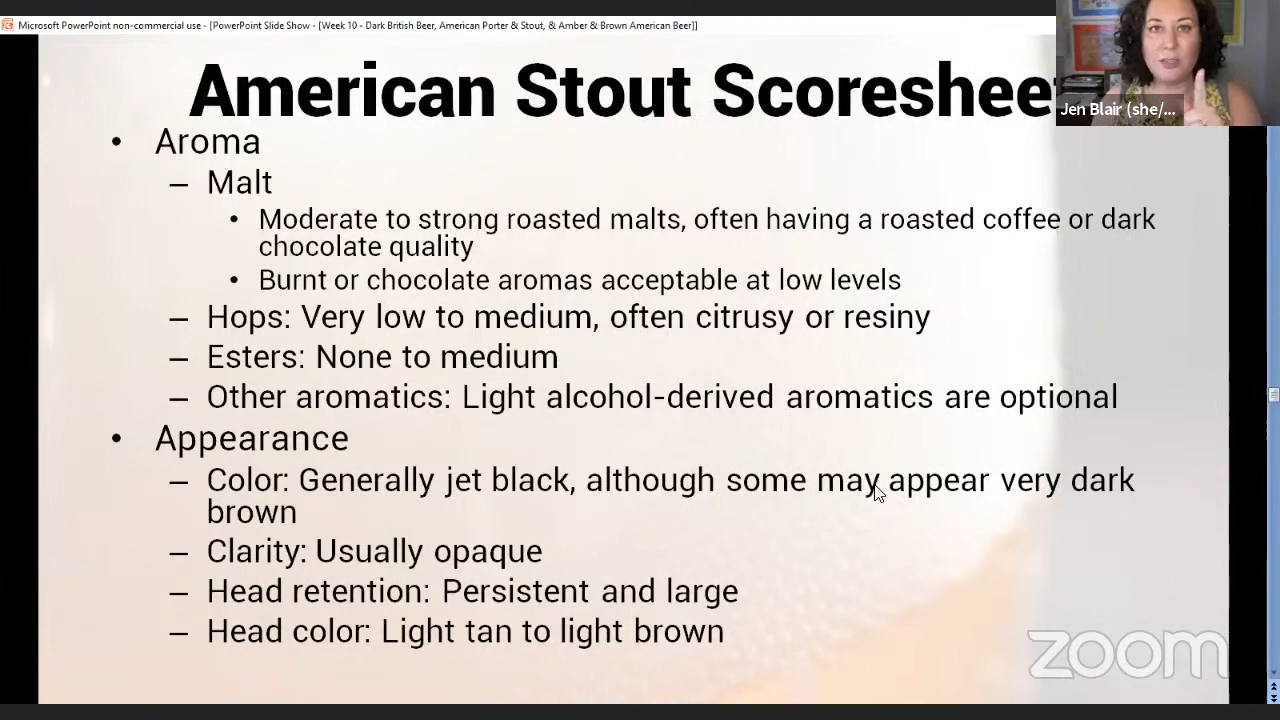 Microsoft PowerPoint non-commercial use - [PowerPoint Slide Show - [Week 10 - Dark British Beer, American Porter & Stout, & Amber & Brown American Beer]]
American Stout Scoreshee
Jen Blair (she/...
• Aroma
– Malt
• Moderate to strong roasted malts, often having a roasted coffee or dark
chocolate quality
• Burnt or chocolate aromas acceptable at low levels
– Hops: Very low to medium, often citrusy or resiny
– Esters: None to medium
– Other aromatics: Light alcohol-derived aromatics are optional
• Appearance
– Color: Generally jet black, although some may appear very dark
brown
– Clarity: Usually opaque
– Head retention: Persistent and large
– Head color: Light tan to light brown
zoom